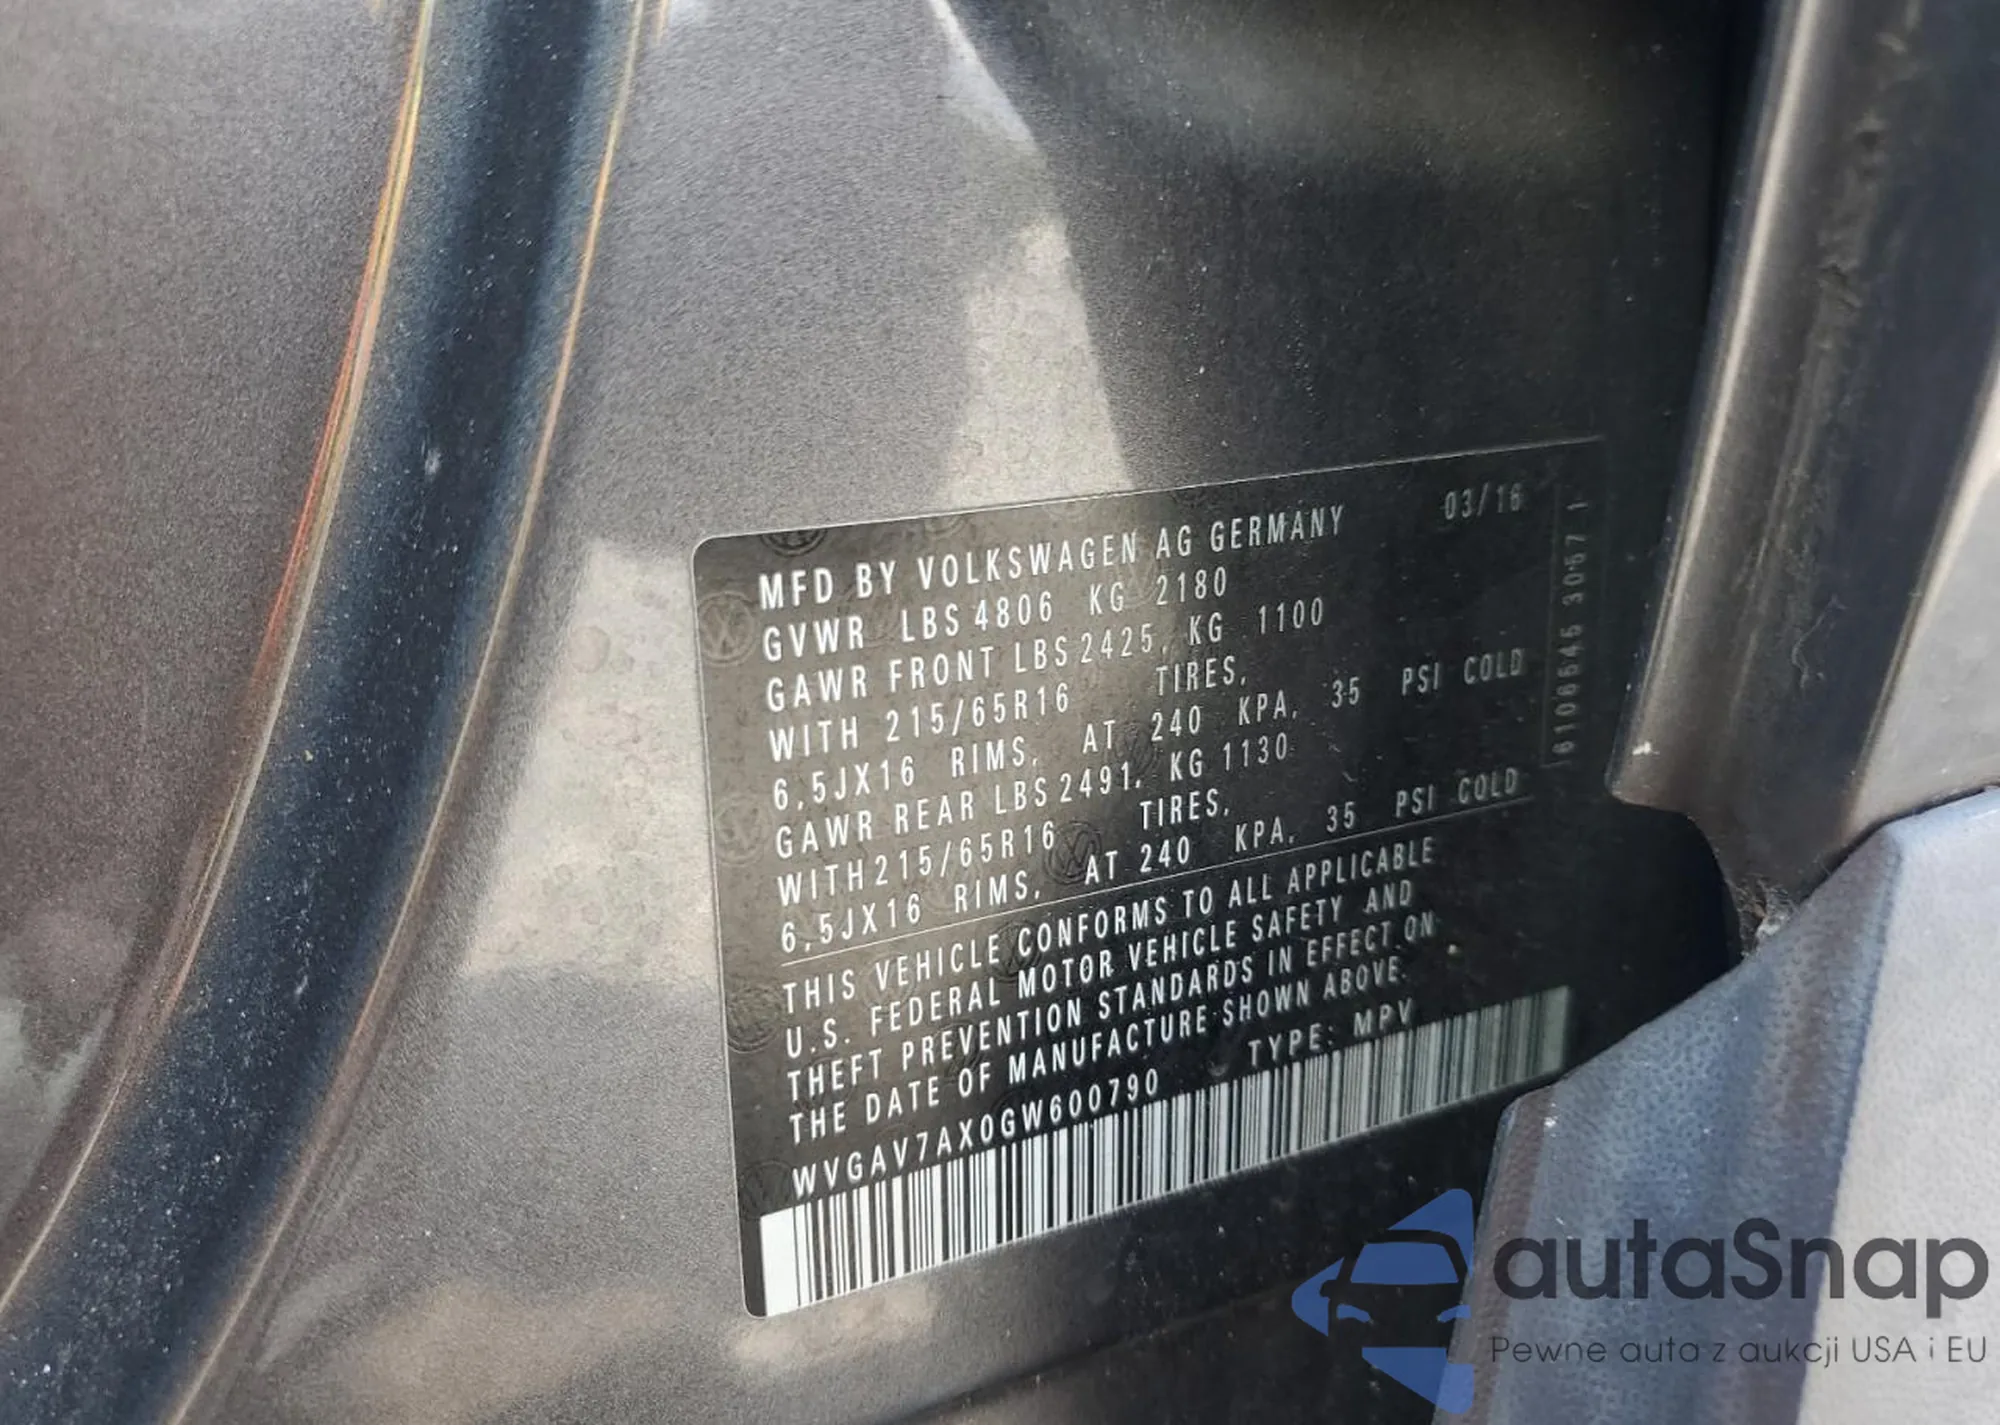 MFD BY VOLKSWAGEN AG GERMANY 03/16
GVWR LBS 4806 KG 2180
GAWR FRONT LBS 2425, KG 1100
WITH 215/65R16 TIRES,
6,5JX16 RIMS, AT 240 KPA, 35 PSI COLD
GAWR REAR LBS 2491, KG 1130
WITH 215/65R16 TIRES,
6,5JX16 RIMS, AT 240 KPA, 35 PSI COLD
THIS VEHICLE CONFORMS TO ALL APPLICABLE
U.S. FEDERAL MOTOR VEHICLE SAFETY AND
THEFT PREVENTION STANDARDS IN EFFECT ON
THE DATE OF MANUFACTURE SHOWN ABOVE.
WVGAV7AX0GW600790 TYPE: MPV
6106645 3067 1
autaSnap
Pewne auta z aukcji USA i EU